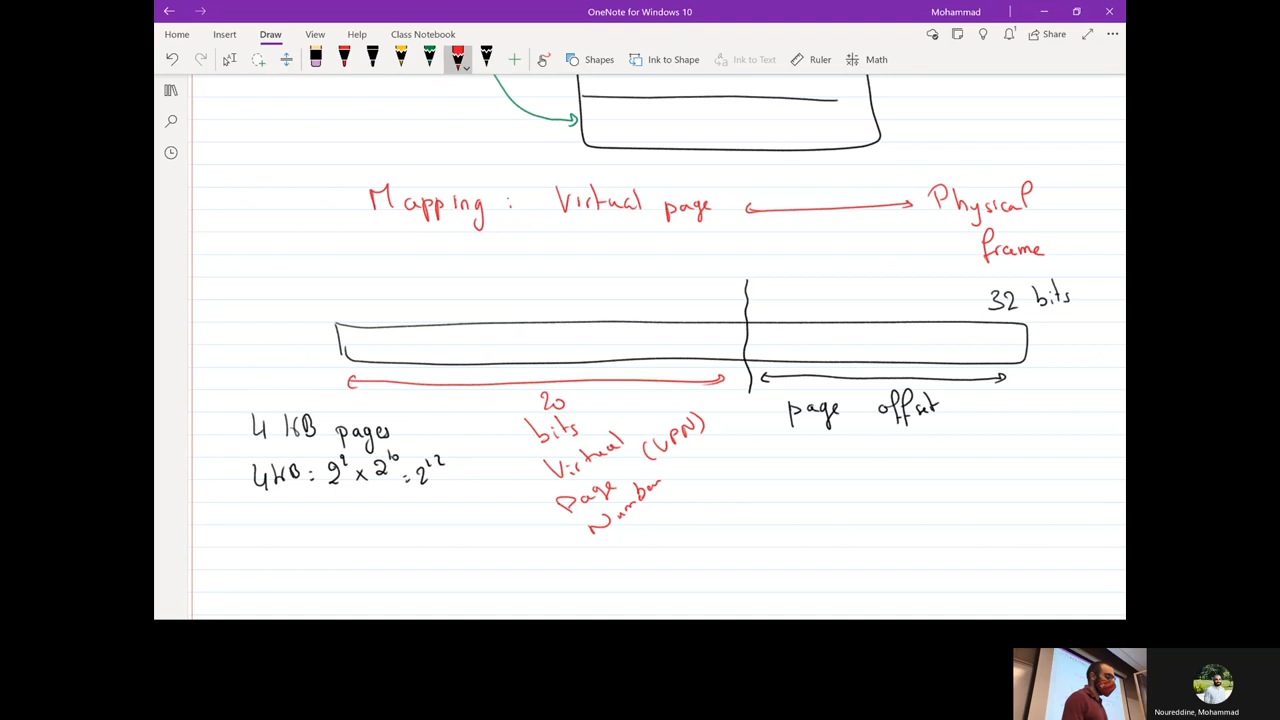 OneNote for Windows 10
Mohammad
Home Insert Draw View Help Class Notebook
Share
Shapes Ink to Shape Ink to Text Ruler Math
Mapping : Virtual page Physical
frame
32 bits
20
bits
Virtual (VPN)
Page
Number
page offset
4 KB pages
4KB = 2² × 2¹⁰ = 2¹²
Noureddine, Mohammad